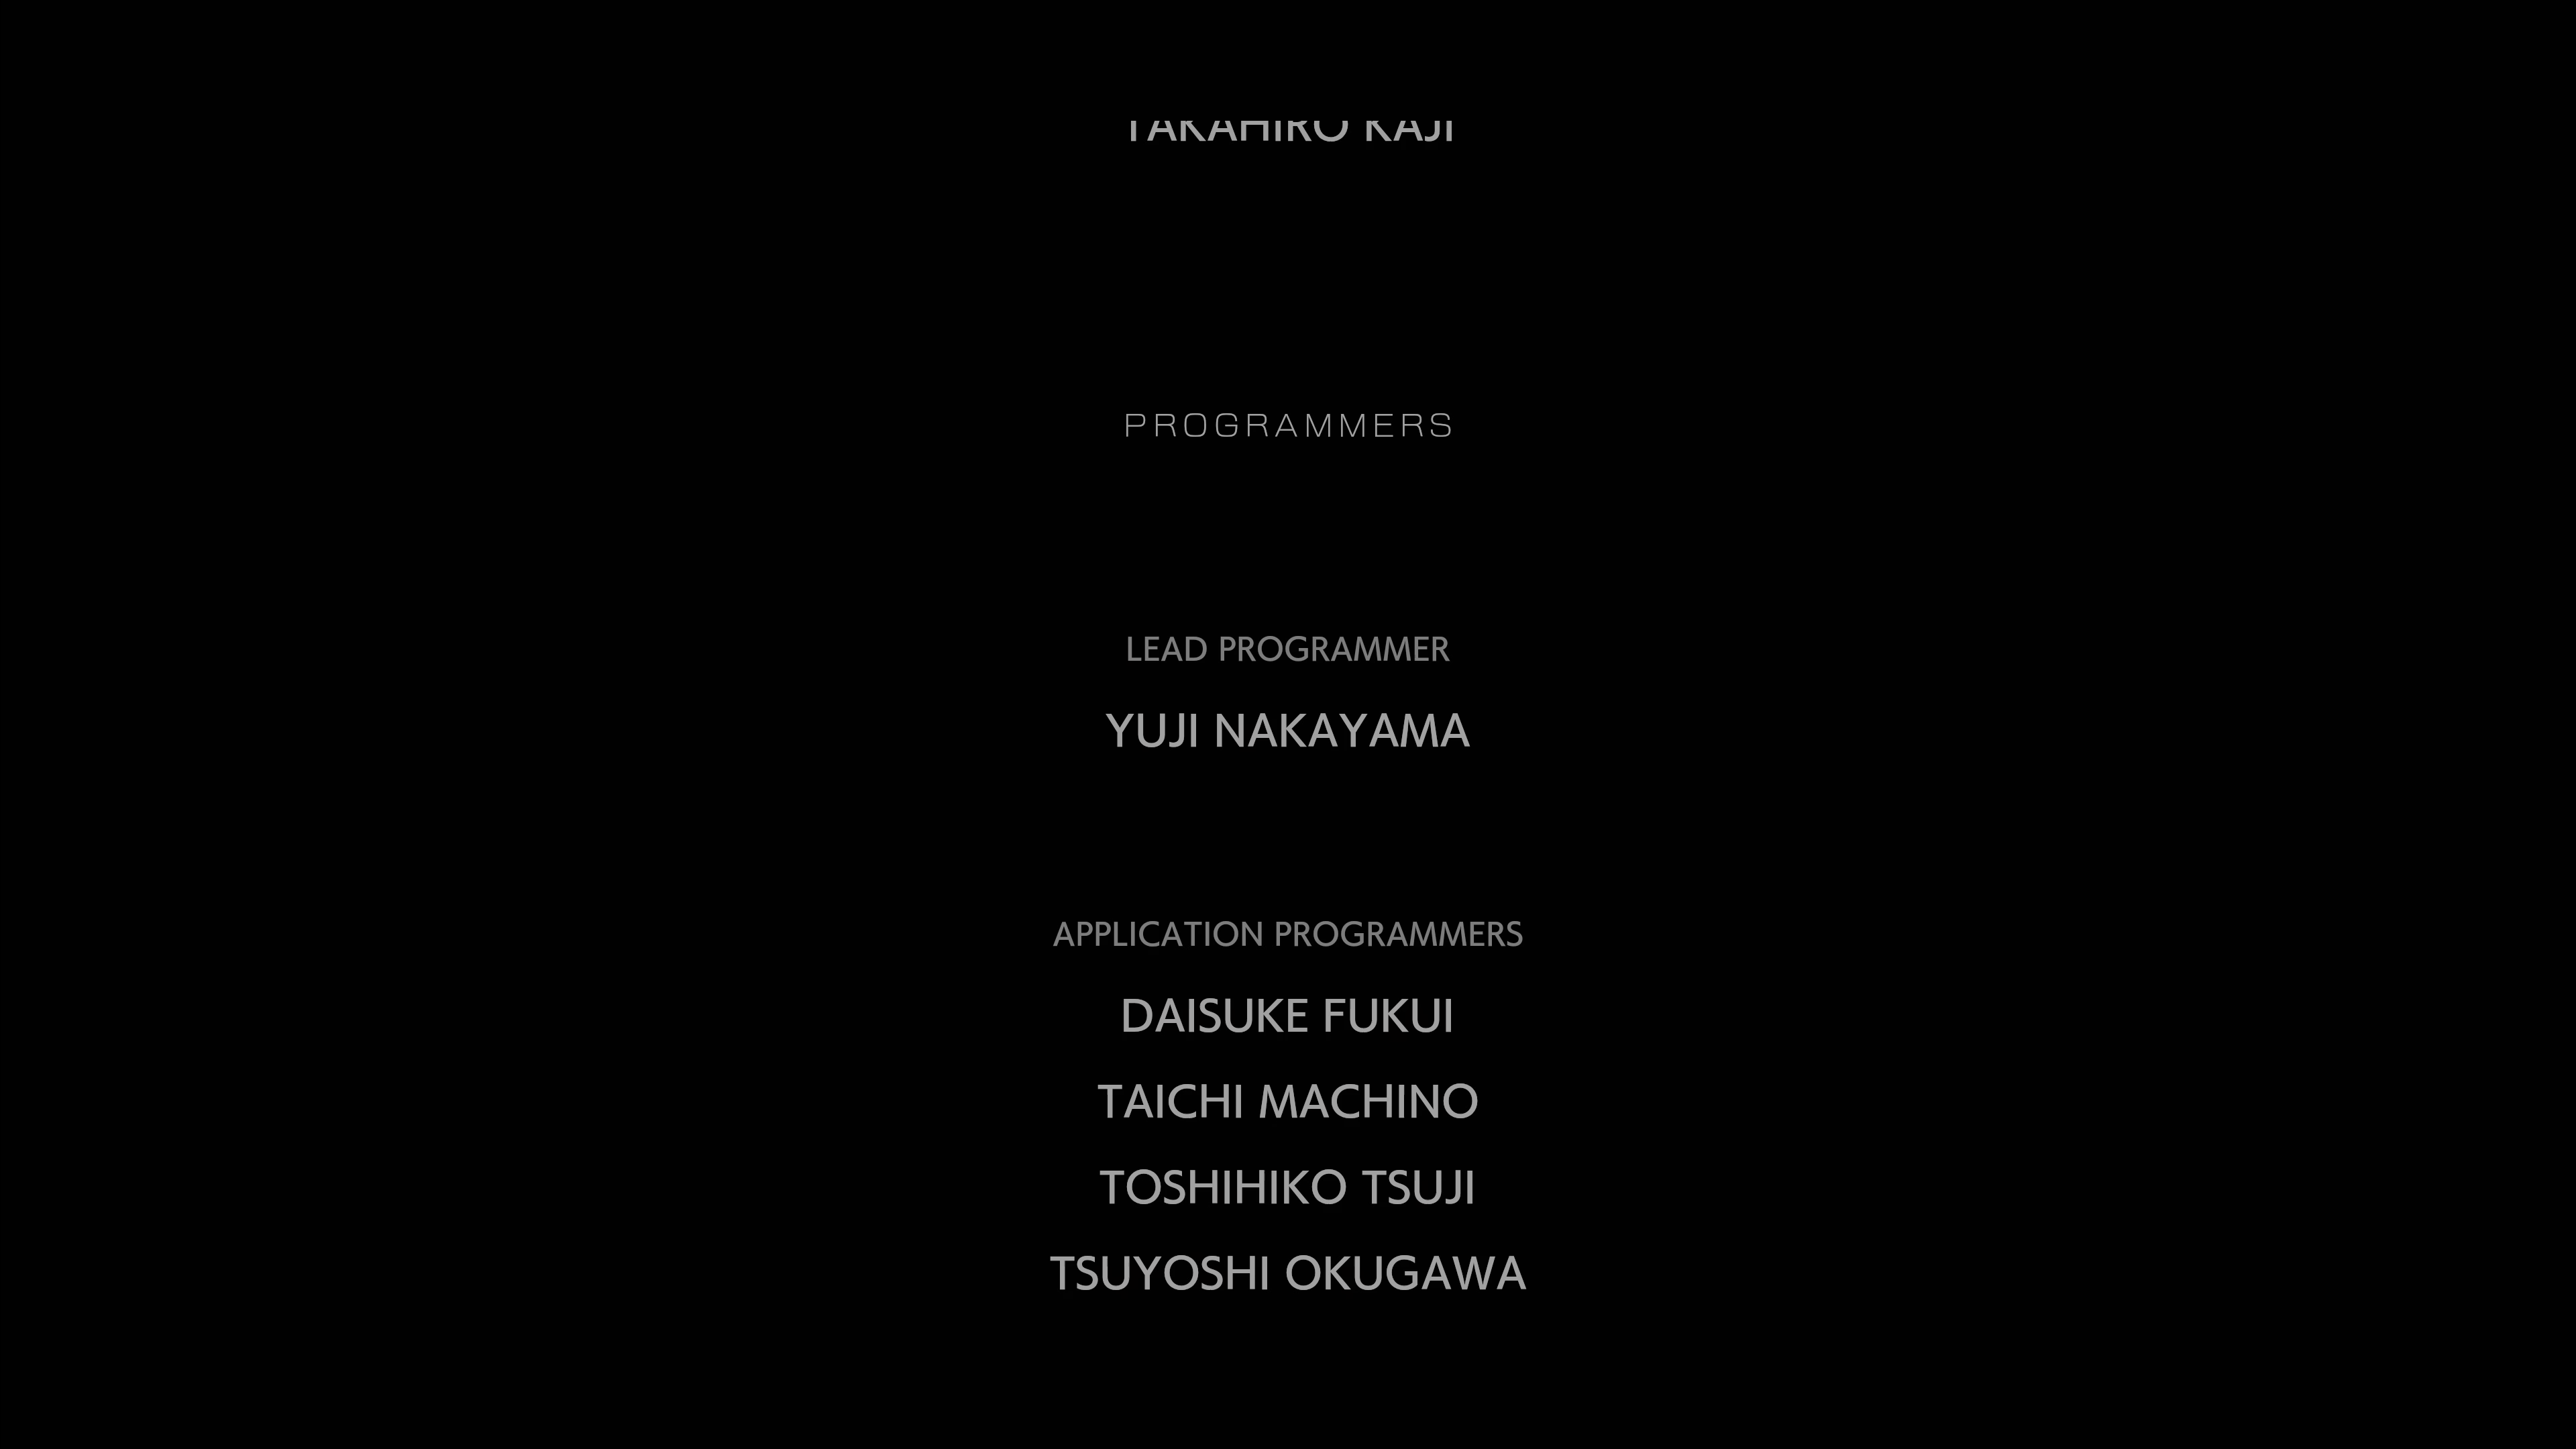 TAKAHIRO KAJI
PROGRAMMERS
LEAD PROGRAMMER
YUJI NAKAYAMA
APPLICATION PROGRAMMERS
DAISUKE FUKUI
TAICHI MACHINO
TOSHIHIKO TSUJI
TSUYOSHI OKUGAWA